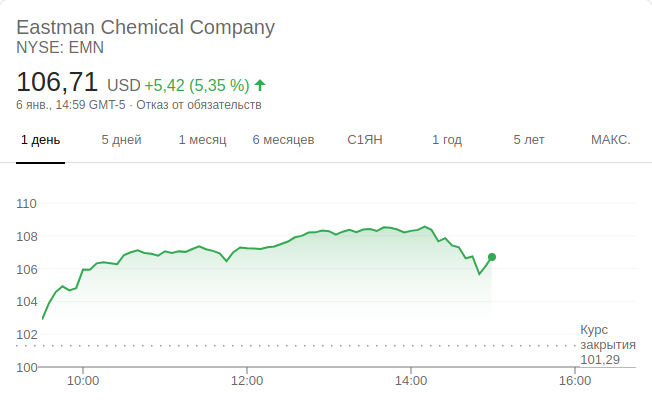 Eastman Chemical Company
NYSE: EMN
106,71 USD +5,42 (5,35 %)
6 янв., 14:59 GMT-5 · Отказ от обязательств
1 день 5 дней 1 месяц 6 месяцев С1ЯН 1 год 5 лет МАКС.
110
108
106
104
102
100
Курс
закрытия
101,29
10:00 12:00 14:00 16:00